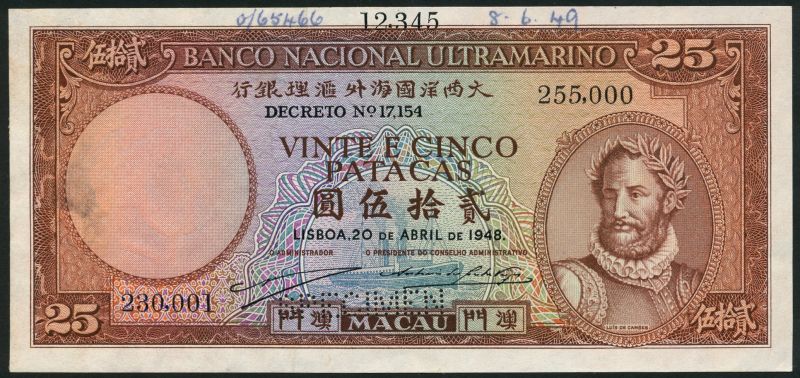 0/65466 12,345 8·6·49
伍拾貳 BANCO NACIONAL ULTRAMARINO 25
行銀理滙外海國洋西大
DECRETO Nº 17,154 255,000
VINTE E CINCO
PATACAS
圓伍拾貳
LISBOA, 20 DE ABRIL DE 1948
O ADMINISTRADOR O PRESIDENTE DO CONSELHO ADMINISTRATIVO
230,001 SPECIMEN
LUIS DE CAMÕES
25 門澳 MACAU 門澳 伍拾貳